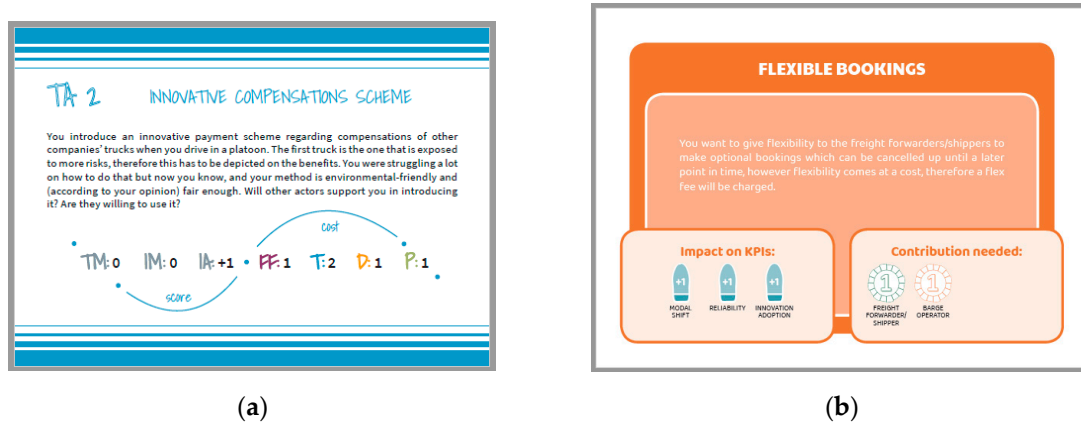 TA 2 INNOVATIVE COMPENSATIONS SCHEME
You introduce an innovative payment scheme regarding compensations of other
companies' trucks when you drive in a platoon. The first truck is the one that is exposed
to more risks, therefore this has to be depicted on the benefits. You were struggling a lot
on how to do that but now you know, and your method is environmental-friendly and
(according to your opinion) fair enough. Will other actors support you in introducing
it? Are they willing to use it?
cost
TM: 0 IM: 0 IA: +1 FF: 1 T: 2 D: 1 P: 1
score
(a)
FLEXIBLE BOOKINGS
You want to give flexibility to the freight forwarders/shippers to
make optional bookings which can be cancelled up until a later
point in time, however flexibility comes at a cost, therefore a flex
fee will be charged.
Impact on KPIs:
+1 +1 +1
MODAL SHIFT
RELIABILITY
INNOVATION ADOPTION
Contribution needed:
1 1
FREIGHT FORWARDER/ SHIPPER
BARGE OPERATOR
(b)